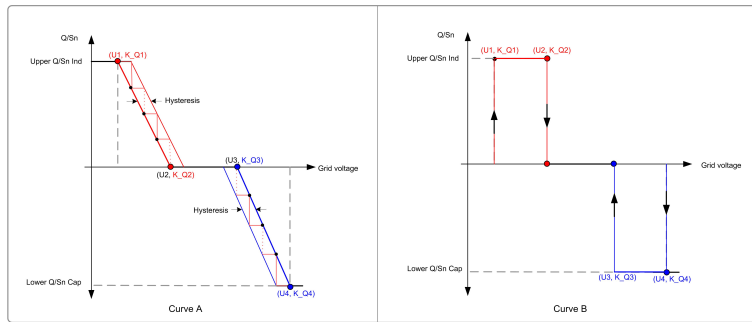 Q/Sn
(U1, K_Q1)
Upper Q/Sn Ind
Hysteresis
(U3, K_Q3)
Grid voltage
(U2, K_Q2)
Hysteresis
Lower Q/Sn Cap
(U4, K_Q4)
Curve A
Q/Sn
(U1, K_Q1)
(U2, K_Q2)
Upper Q/Sn Ind
Grid voltage
Lower Q/Sn Cap
(U3, K_Q3)
(U4, K_Q4)
Curve B